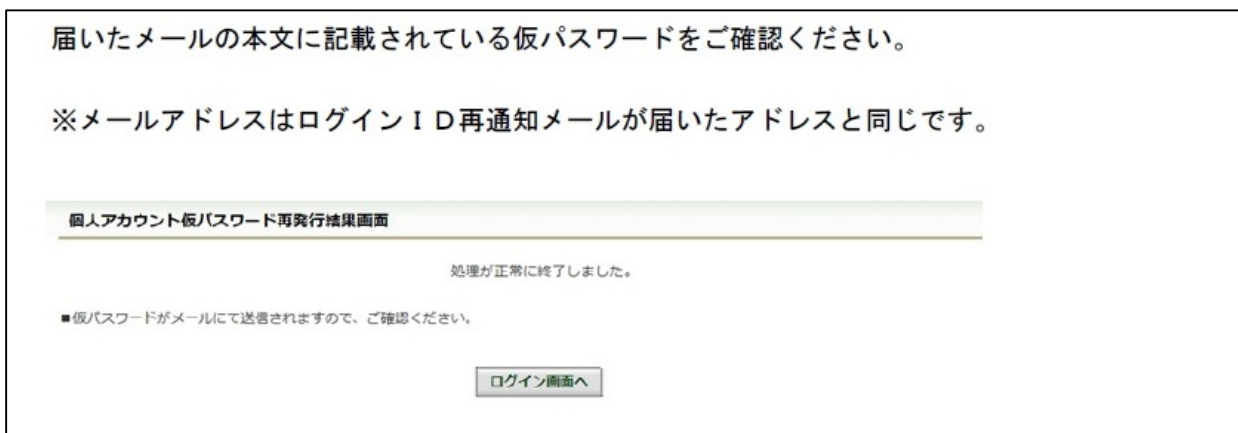 届いたメールの本文に記載されている仮パスワードをご確認ください。
※メールアドレスはログインＩＤ再通知メールが届いたアドレスと同じです。
個人アカウント仮パスワード再発行結果画面
処理が正常に終了しました。
■仮パスワードがメールにて送信されますので、ご確認ください。
ログイン画面へ